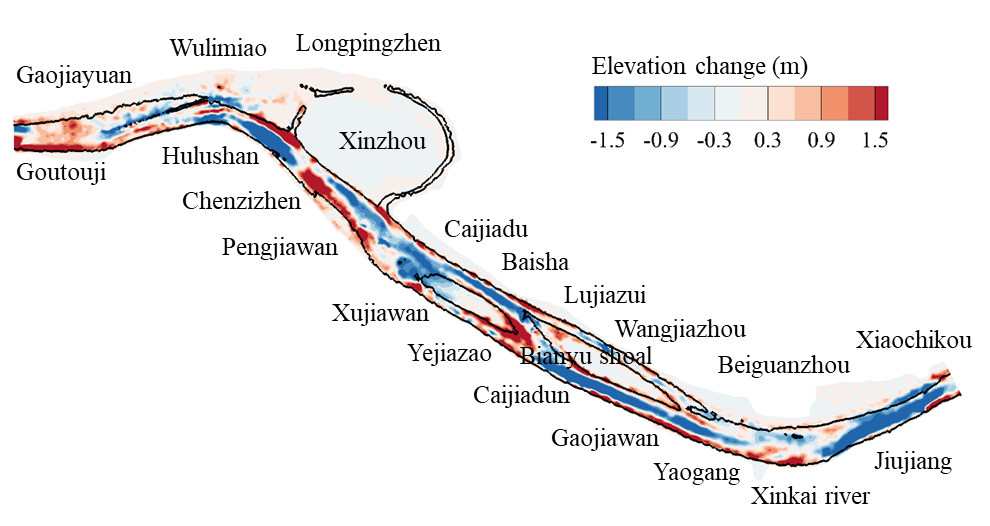 Wulimiao
Longpingzhen
Gaojiayuan
Elevation change (m)
-1.5 -0.9 -0.3 0.3 0.9 1.5
Xinzhou
Hulushan
Goutouji
Chenzizhen
Caijiadu
Pengjiawan
Baisha
Lujiazui
Xujiawan
Wangjiazhou
Xiaochikou
Yejiazao
Bianyu shoal
Beiguanzhou
Caijiadun
Gaojiawan
Jiujiang
Yaogang
Xinkai river